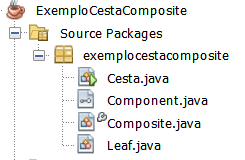 ExemploCestaComposite
Source Packages
exemplocestacomposite
Cesta.java
Component.java
Composite.java
Leaf.java